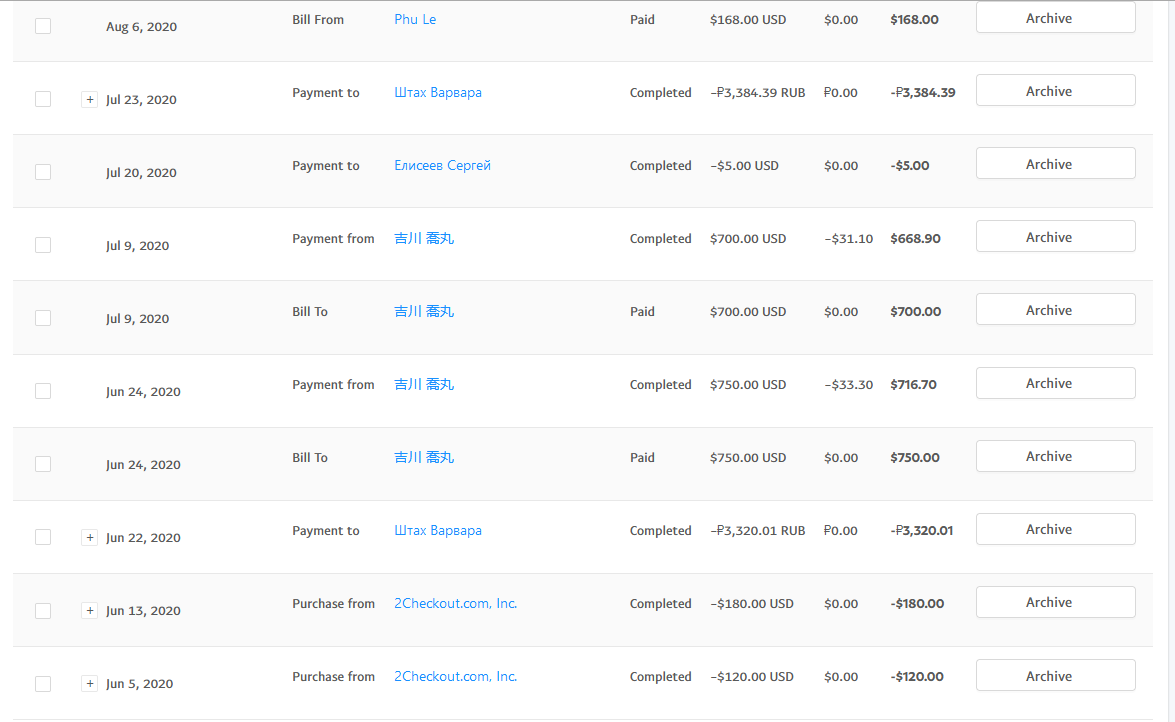 Aug 6, 2020 Bill From Phu Le Paid $168.00 USD $0.00 $168.00 Archive
+ Jul 23, 2020 Payment to Штах Варвара Completed −₽3,384.39 RUB ₽0.00 -₽3,384.39 Archive
Jul 20, 2020 Payment to Елисеев Сергей Completed −$5.00 USD $0.00 -$5.00 Archive
Jul 9, 2020 Payment from 吉川 喬丸 Completed $700.00 USD −$31.10 $668.90 Archive
Jul 9, 2020 Bill To 吉川 喬丸 Paid $700.00 USD $0.00 $700.00 Archive
Jun 24, 2020 Payment from 吉川 喬丸 Completed $750.00 USD −$33.30 $716.70 Archive
Jun 24, 2020 Bill To 吉川 喬丸 Paid $750.00 USD $0.00 $750.00 Archive
+ Jun 22, 2020 Payment to Штах Варвара Completed −₽3,320.01 RUB ₽0.00 -₽3,320.01 Archive
+ Jun 13, 2020 Purchase from 2Checkout.com, Inc. Completed −$180.00 USD $0.00 -$180.00 Archive
+ Jun 5, 2020 Purchase from 2Checkout.com, Inc. Completed −$120.00 USD $0.00 -$120.00 Archive